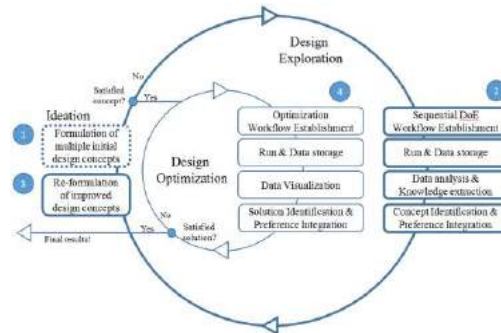 Design
Exploration
No
Satisfied
concept?
Yes
Ideation
1
Formulation of
multiple initial
design concepts
3
Re-formulation
of improved
design concepts
Design
Optimization
No
Yes
Satisfied
solution?
Final results!
4
Optimization
Workflow Establishment
Run & Data storage
Data Visualization
Solution Identification &
Preference Integration
2
Sequential DoE
Workflow Establishment
Run & Data storage
Data analysis &
Knowledge extraction
Concept Identification &
Preference Integration